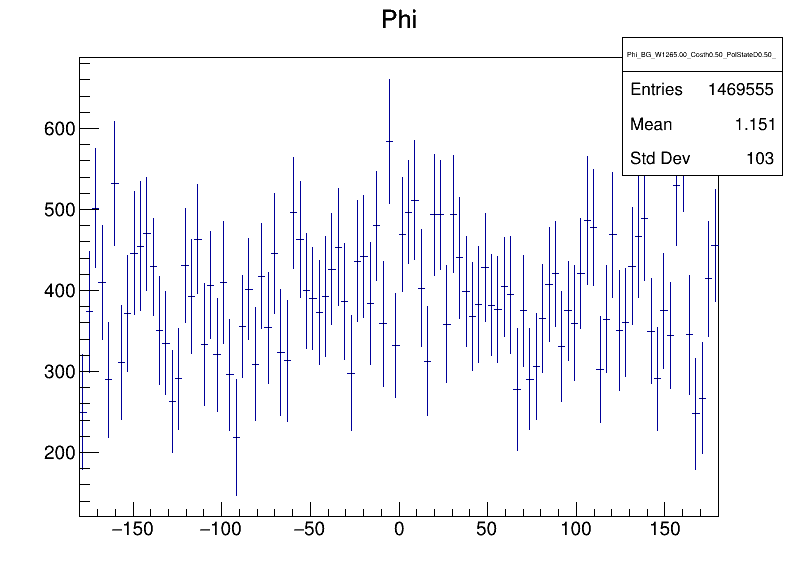 Phi
Phi_BG_W1265.00_Costh0.50_PolStateD0.50_
Entries 1469555
Mean 1.151
Std Dev 103
600
500
400
300
200
−150 −100 −50 0 50 100 150